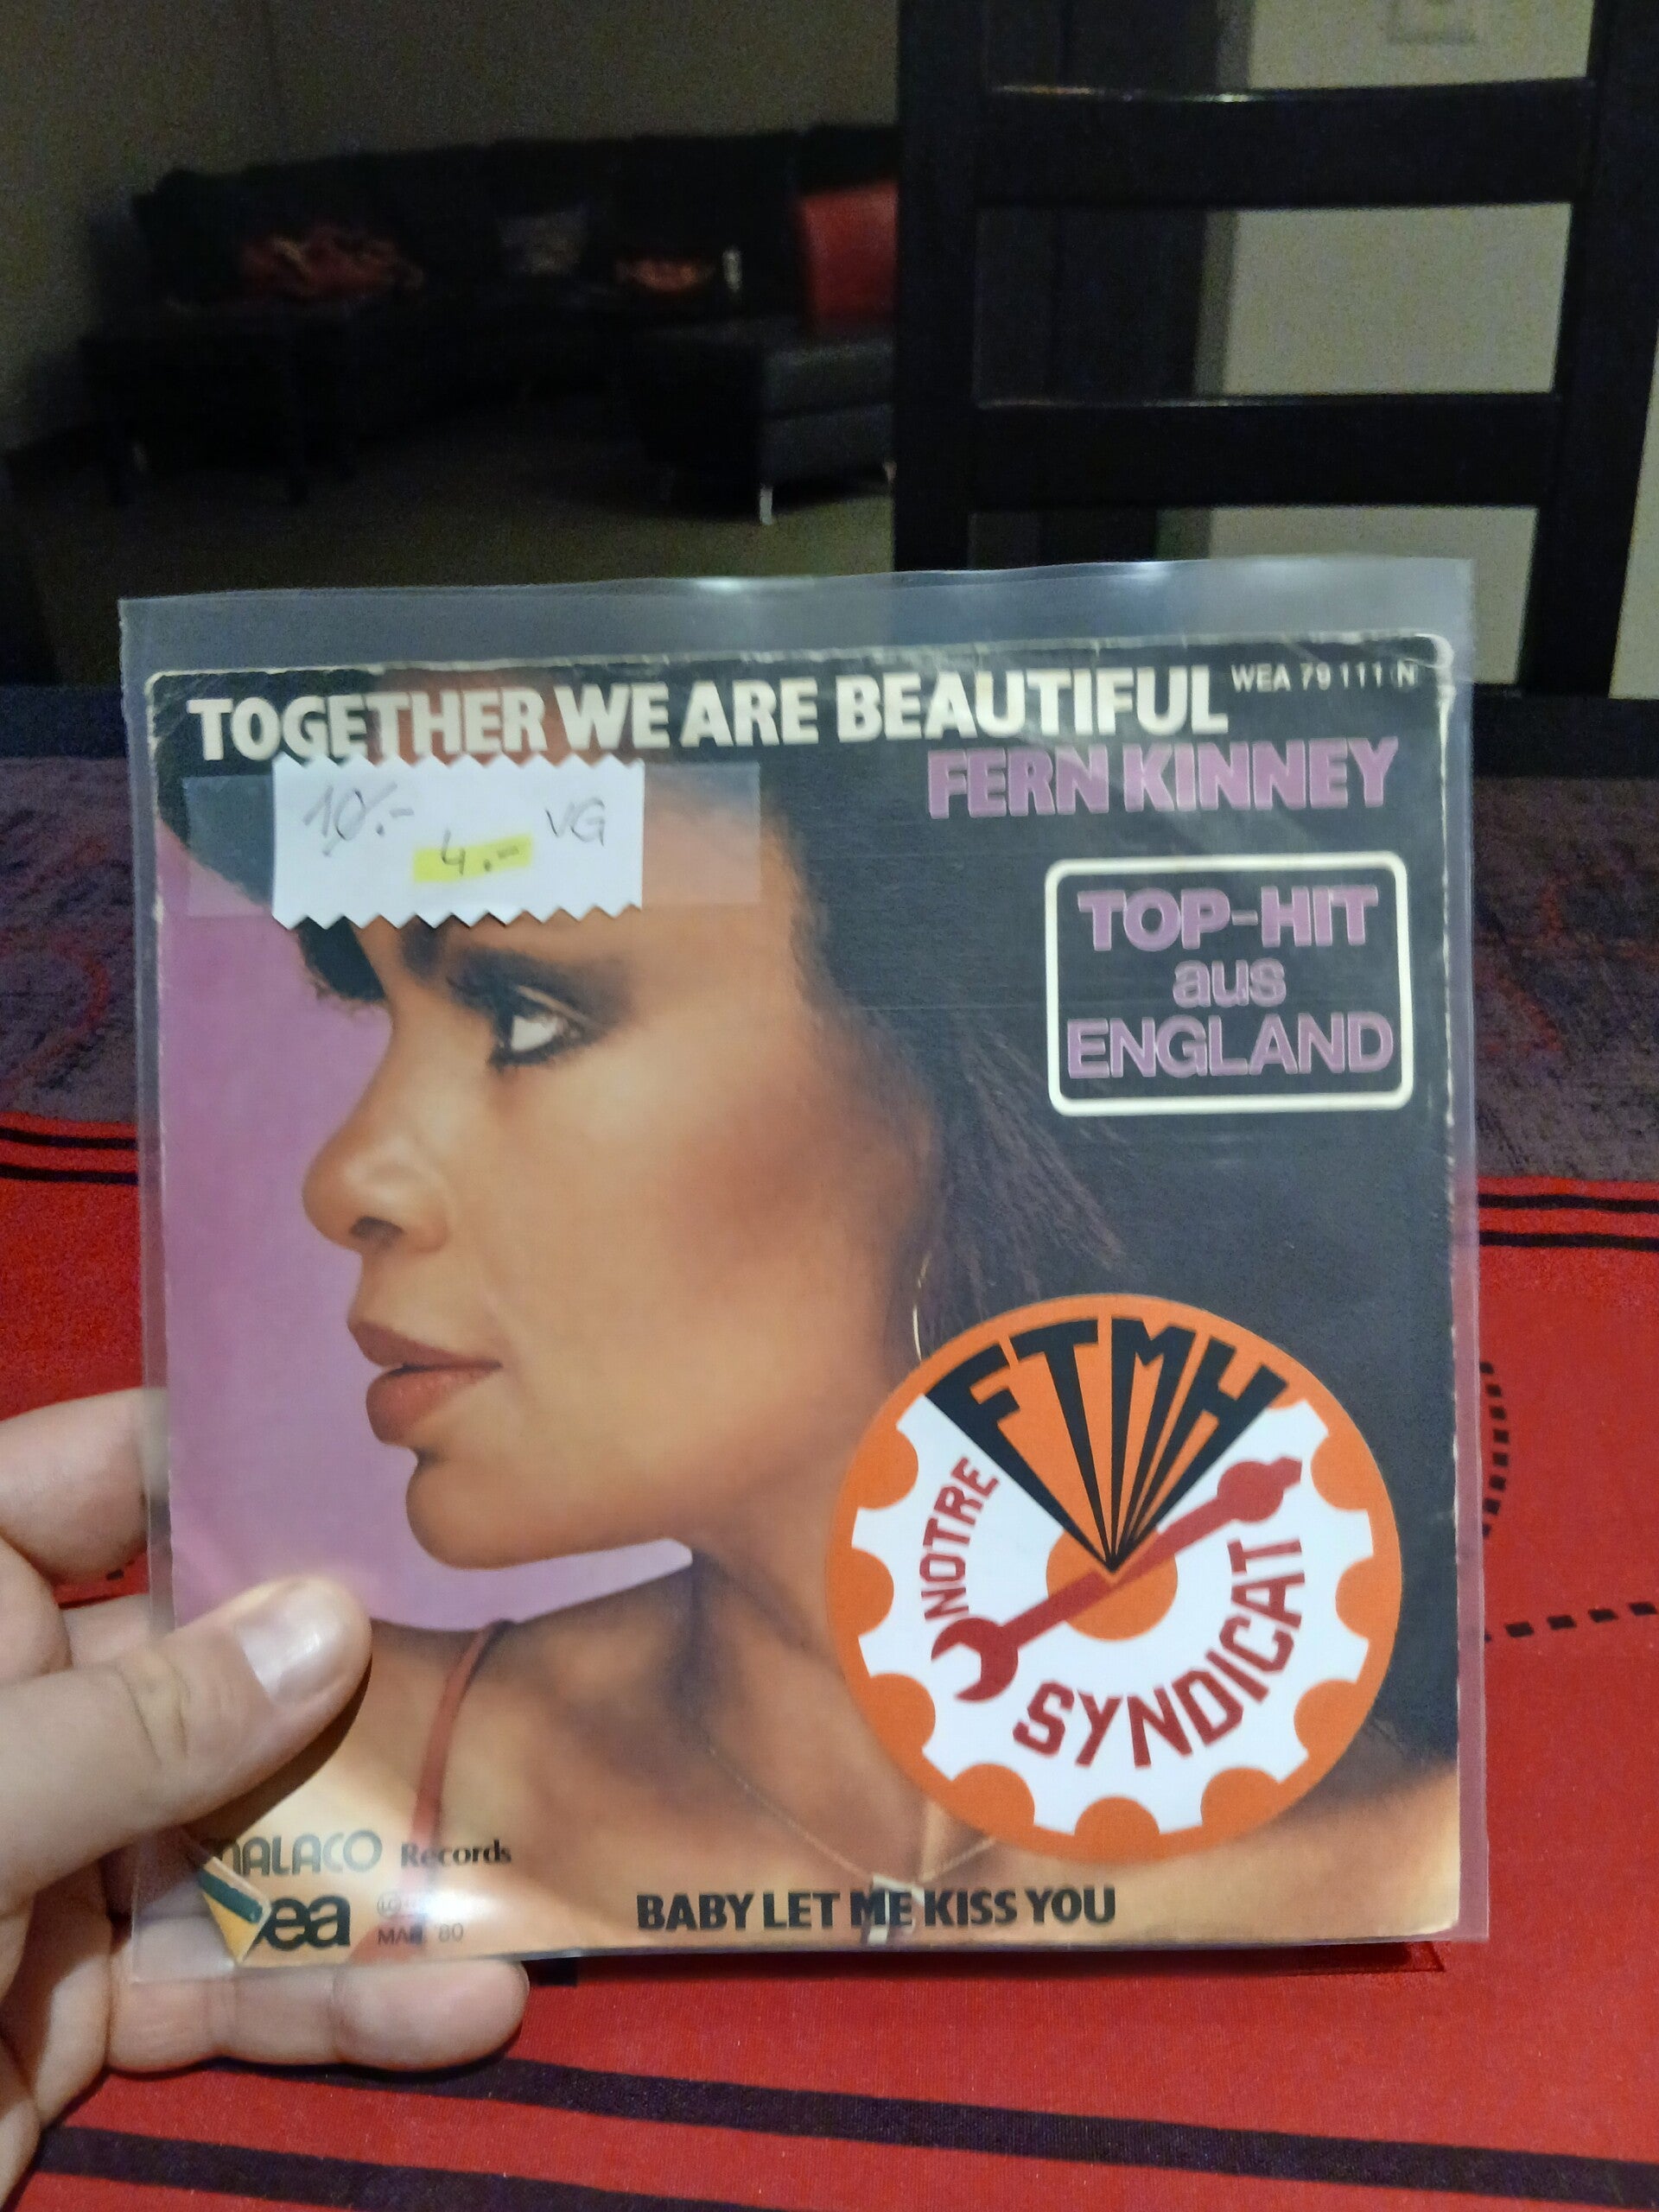 TOGETHER WE ARE BEAUTIFUL
WEA 79 111 N
FERN KINNEY
10.-
4.-
VG
TOP-HIT
aus
ENGLAND
FTMH
NOTRE
SYNDICAT
MALACO Records
BABY LET ME KISS YOU